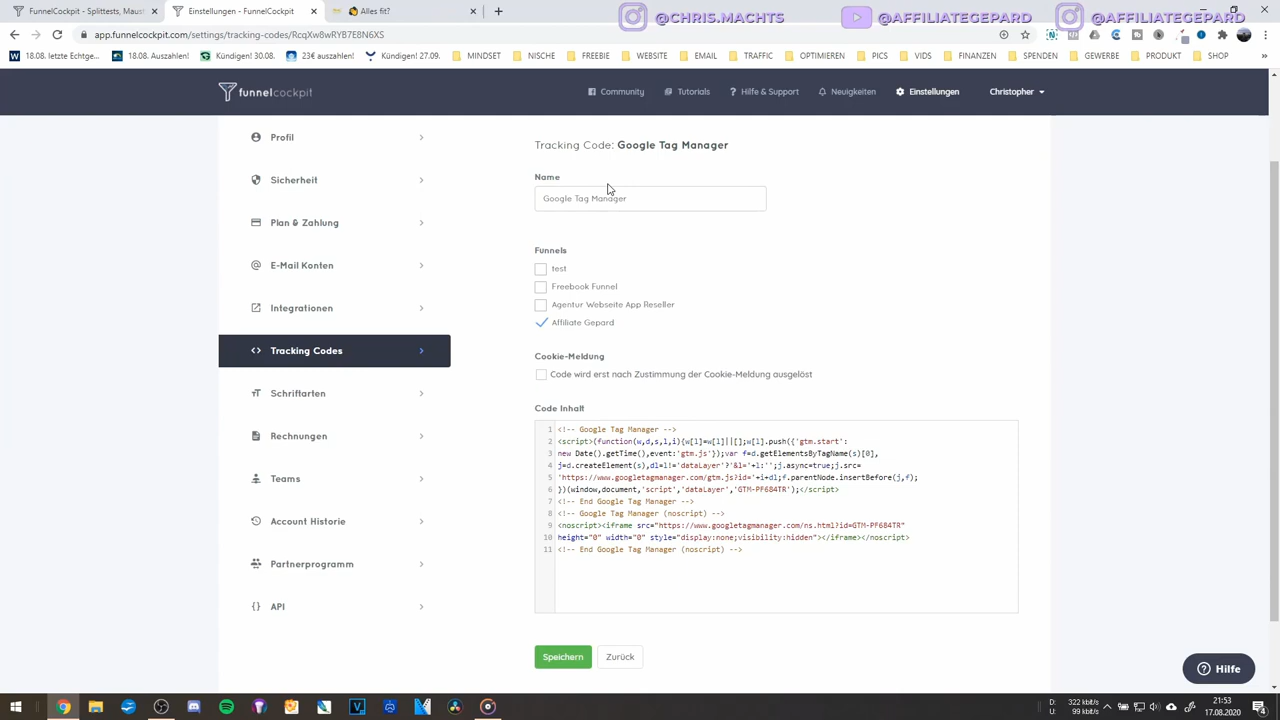 FunnelCockpit - Splittests, Maus
Einstellungen - FunnelCockpit
Alles fit?
@CHRIS.MACHTS
@AFFILIATEGEPARD
@AFFILIATEGEPARD
app.funnelcockpit.com/settings/tracking-codes/RcqXw8wRYB7E8N6XS
18.08. letzte Echtge...
18.08. Auszahlen!
Kündigen! 30.08.
23€ auszahlen!
Kündigen! 27.09.
MINDSET
NISCHE
FREEBIE
WEBSITE
EMAIL
TRAFFIC
OPTIMIEREN
PICS
VIDS
FINANZEN
SPENDEN
GEWERBE
PRODUKT
SHOP
funnelcockpit
Community
Tutorials
Hilfe & Support
Neuigkeiten
Einstellungen
Christopher
Profil
Sicherheit
Plan & Zahlung
E-Mail Konten
Integrationen
Tracking Codes
Schriftarten
Rechnungen
Teams
Account Historie
Partnerprogramm
API
Tracking Code: Google Tag Manager
Name
Google Tag Manager
Funnels
test
Freebook Funnel
Agentur Webseite App Reseller
Affiliate Gepard
Cookie-Meldung
Code wird erst nach Zustimmung der Cookie-Meldung ausgelöst
Code Inhalt
1 <!-- Google Tag Manager -->
2 <script>(function(w,d,s,l,i){w[l]=w[l]||[];w[l].push({'gtm.start':
3 new Date().getTime(),event:'gtm.js'});var f=d.getElementsByTagName(s)[0],
4 j=d.createElement(s),dl=l!='dataLayer'?'&l='+l:'';j.async=true;j.src=
5 'https://www.googletagmanager.com/gtm.js?id='+i+dl;f.parentNode.insertBefore(j,f);
6 })(window,document,'script','dataLayer','GTM-PF684TR');</script>
7 <!-- End Google Tag Manager -->
8 <!-- Google Tag Manager (noscript) -->
9 <noscript><iframe src="https://www.googletagmanager.com/ns.html?id=GTM-PF684TR"
10 height="0" width="0" style="display:none;visibility:hidden"></iframe></noscript>
11 <!-- End Google Tag Manager (noscript) -->
Speichern
Zurück
Hilfe
D: 322 kbit/s
U: 99 kbit/s
21:53
17.08.2020